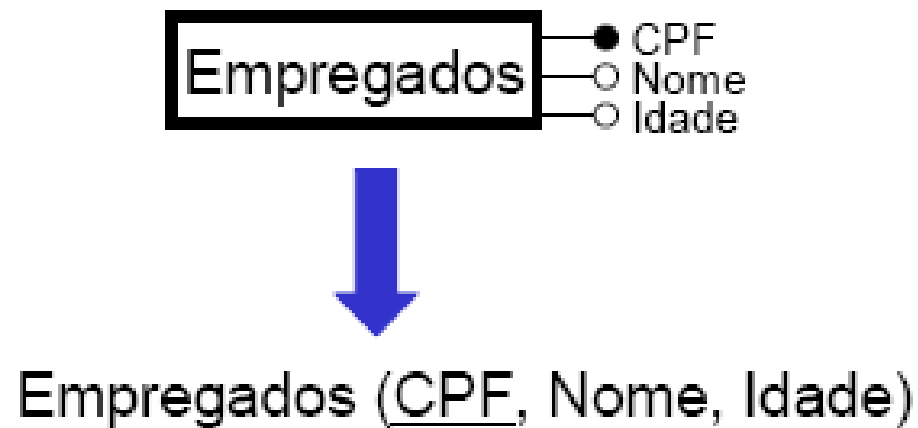 Empregados
CPF
Nome
Idade
Empregados (CPF, Nome, Idade)